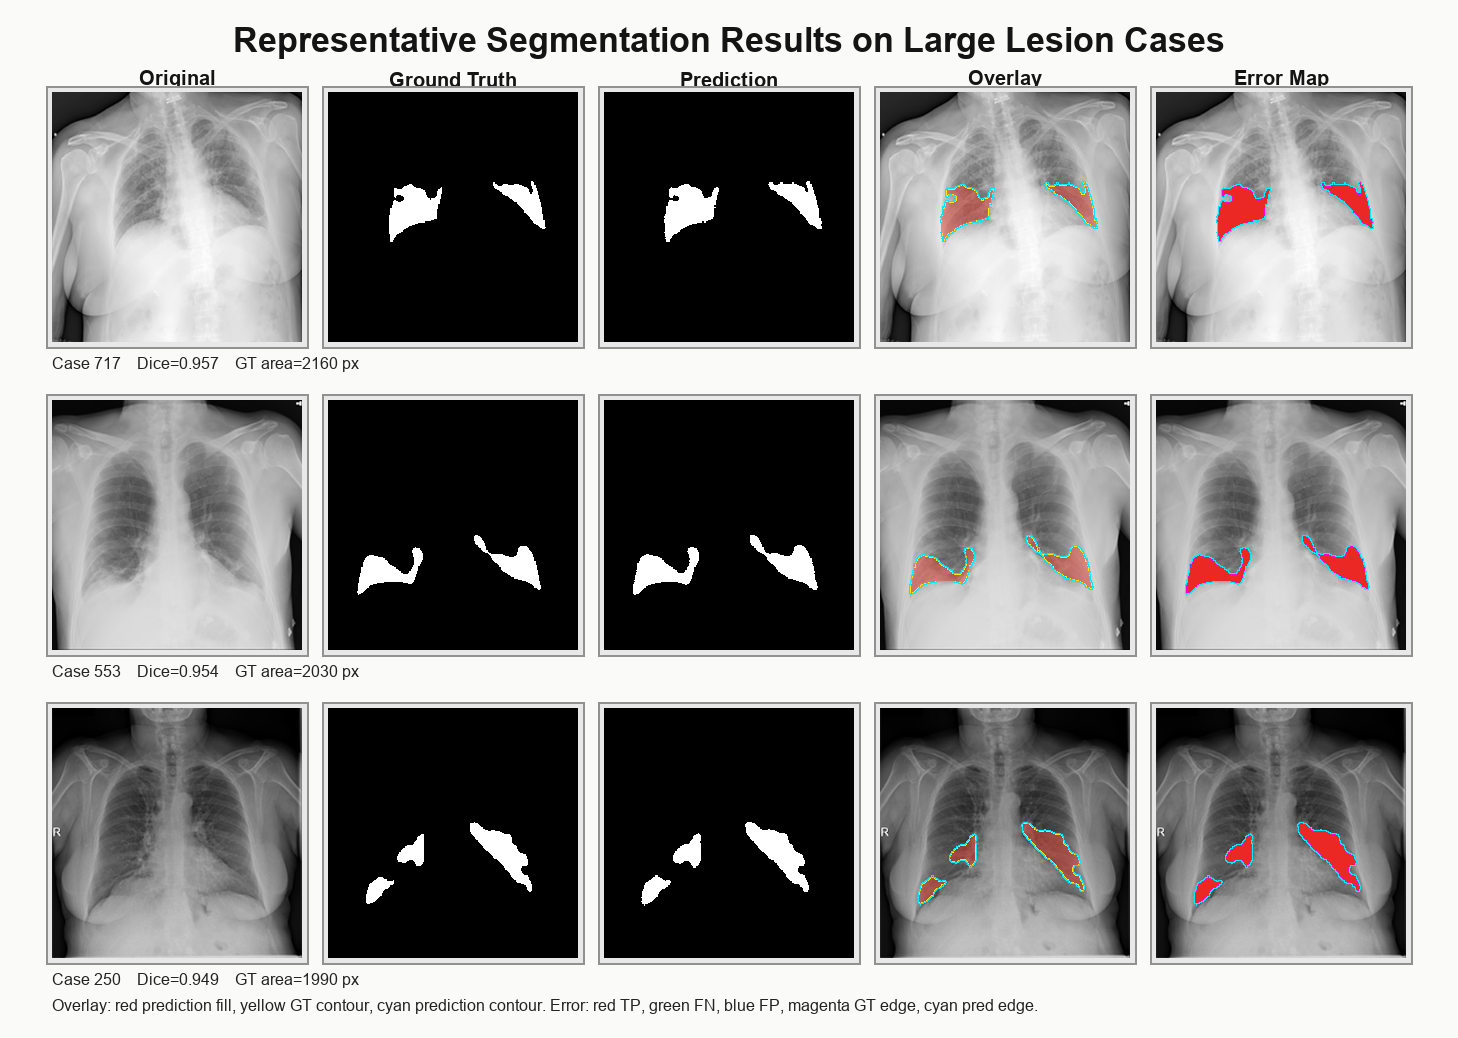 Representative Segmentation Results on Large Lesion Cases
Original Ground Truth Prediction Overlay Error Map
Case 717 Dice=0.957 GT area=2160 px
Case 553 Dice=0.954 GT area=2030 px
R R R
Case 250 Dice=0.949 GT area=1990 px
Overlay: red prediction fill, yellow GT contour, cyan prediction contour. Error: red TP, green FN, blue FP, magenta GT edge, cyan pred edge.